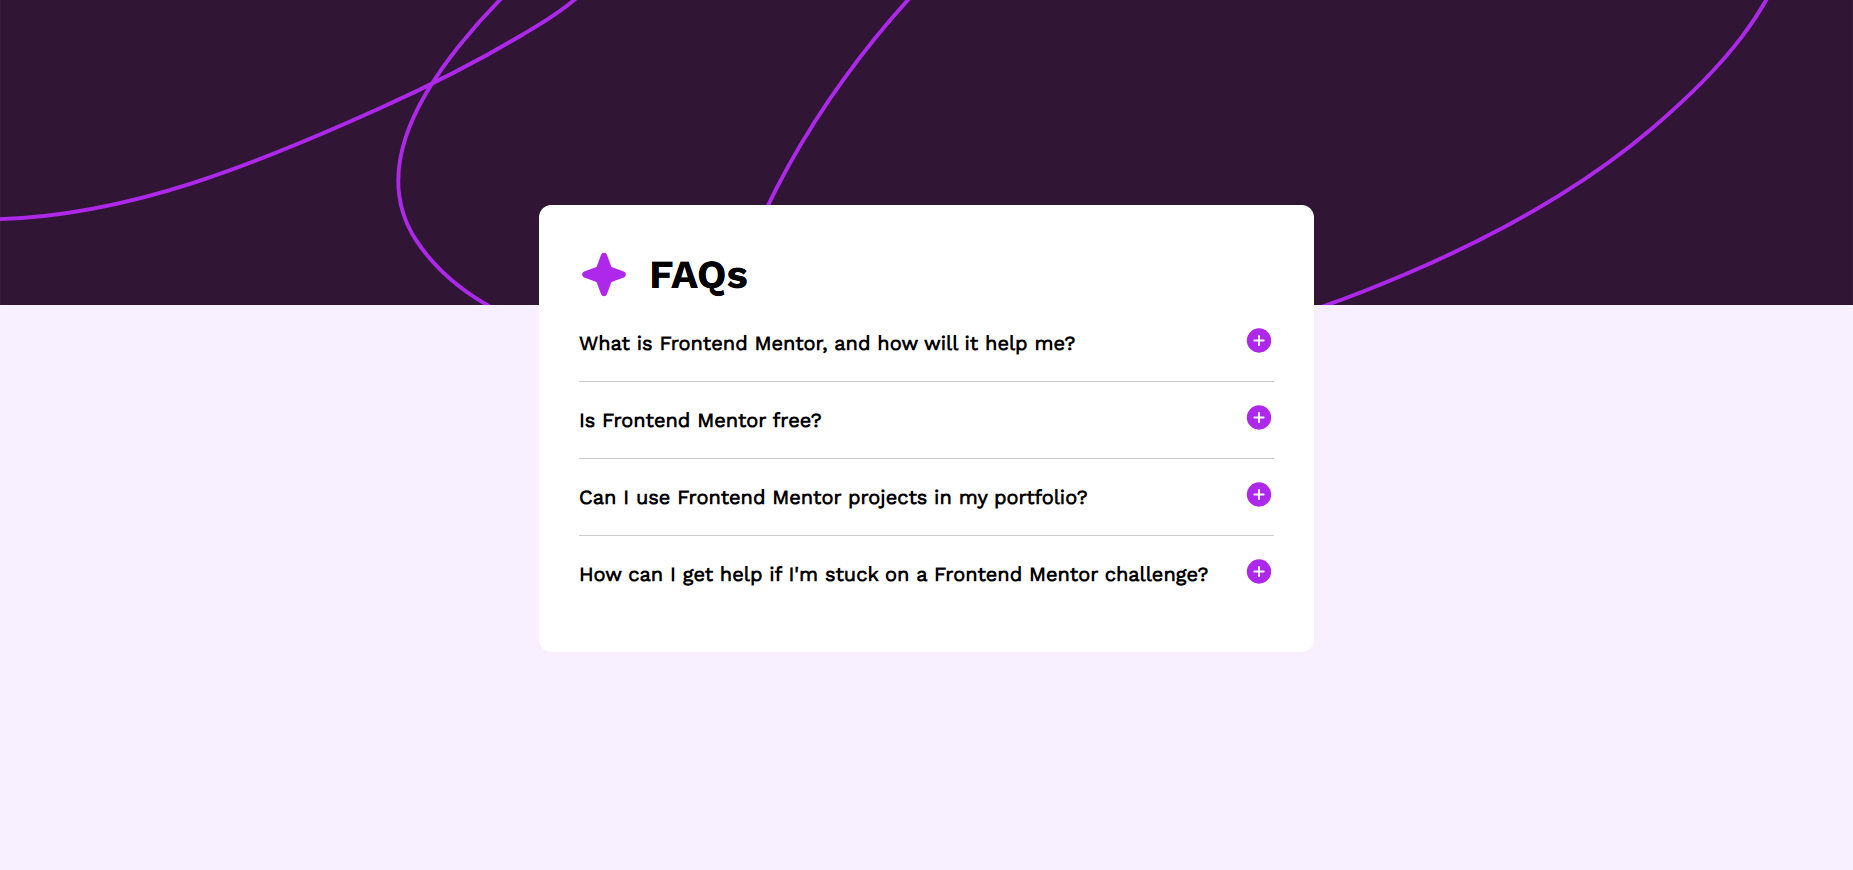 FAQs
What is Frontend Mentor, and how will it help me?
Is Frontend Mentor free?
Can I use Frontend Mentor projects in my portfolio?
How can I get help if I'm stuck on a Frontend Mentor challenge?